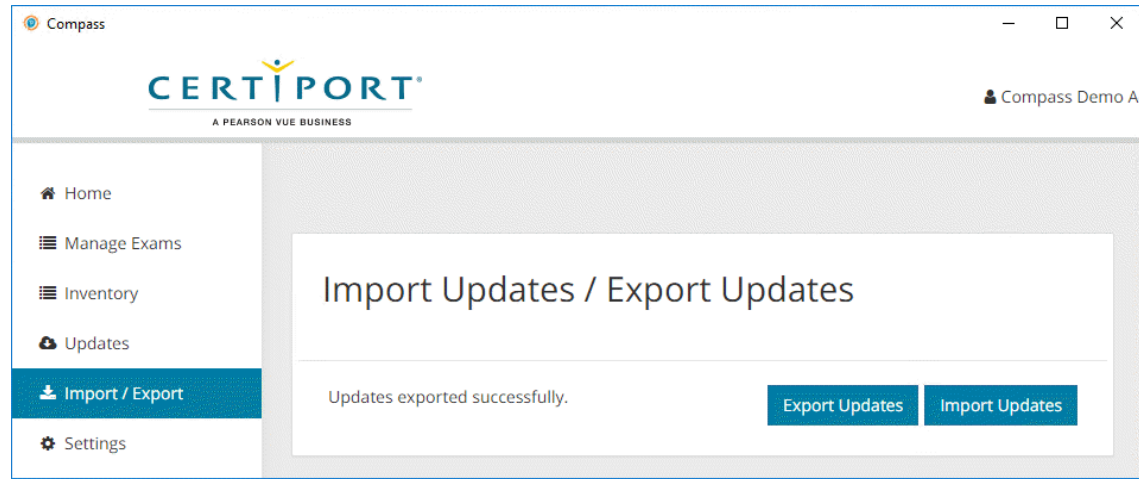 Compass
CERTIPORT®
A PEARSON VUE BUSINESS
Compass Demo A
Home
Manage Exams
Inventory
Updates
Import / Export
Settings
Import Updates / Export Updates
Updates exported successfully.
Export Updates
Import Updates